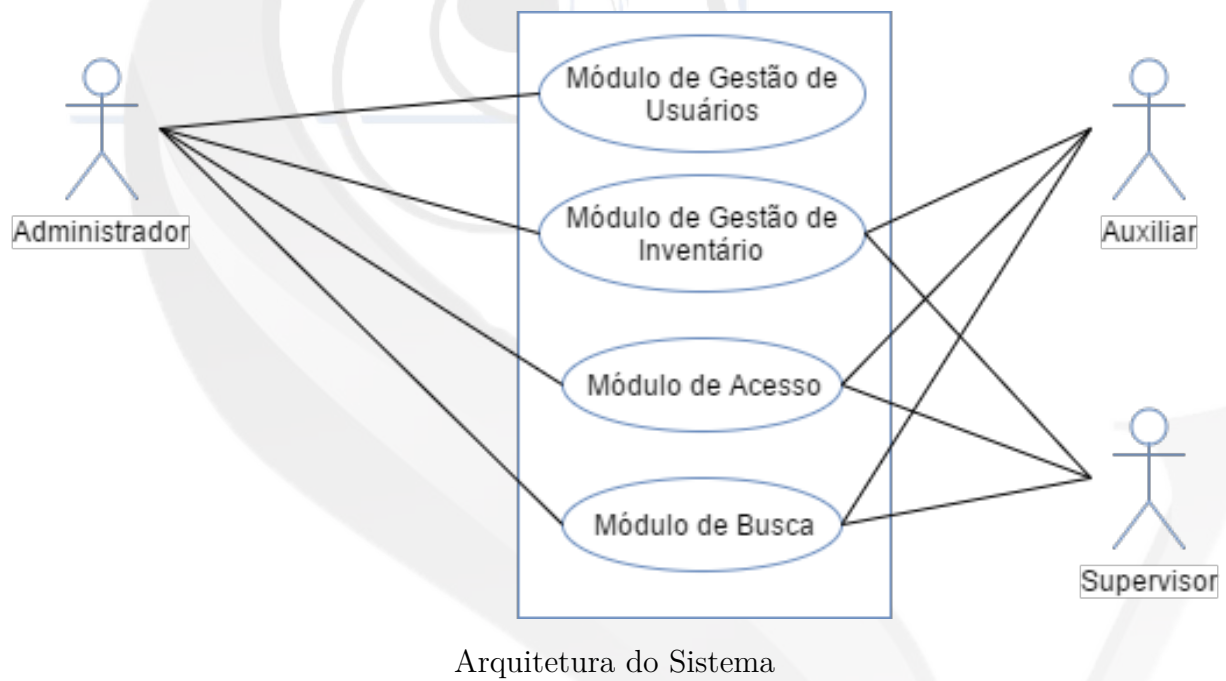 Módulo de Gestão de
Usuários
Administrador
Módulo de Gestão de
Inventário
Auxiliar
Módulo de Acesso
Módulo de Busca
Supervisor
Arquitetura do Sistema